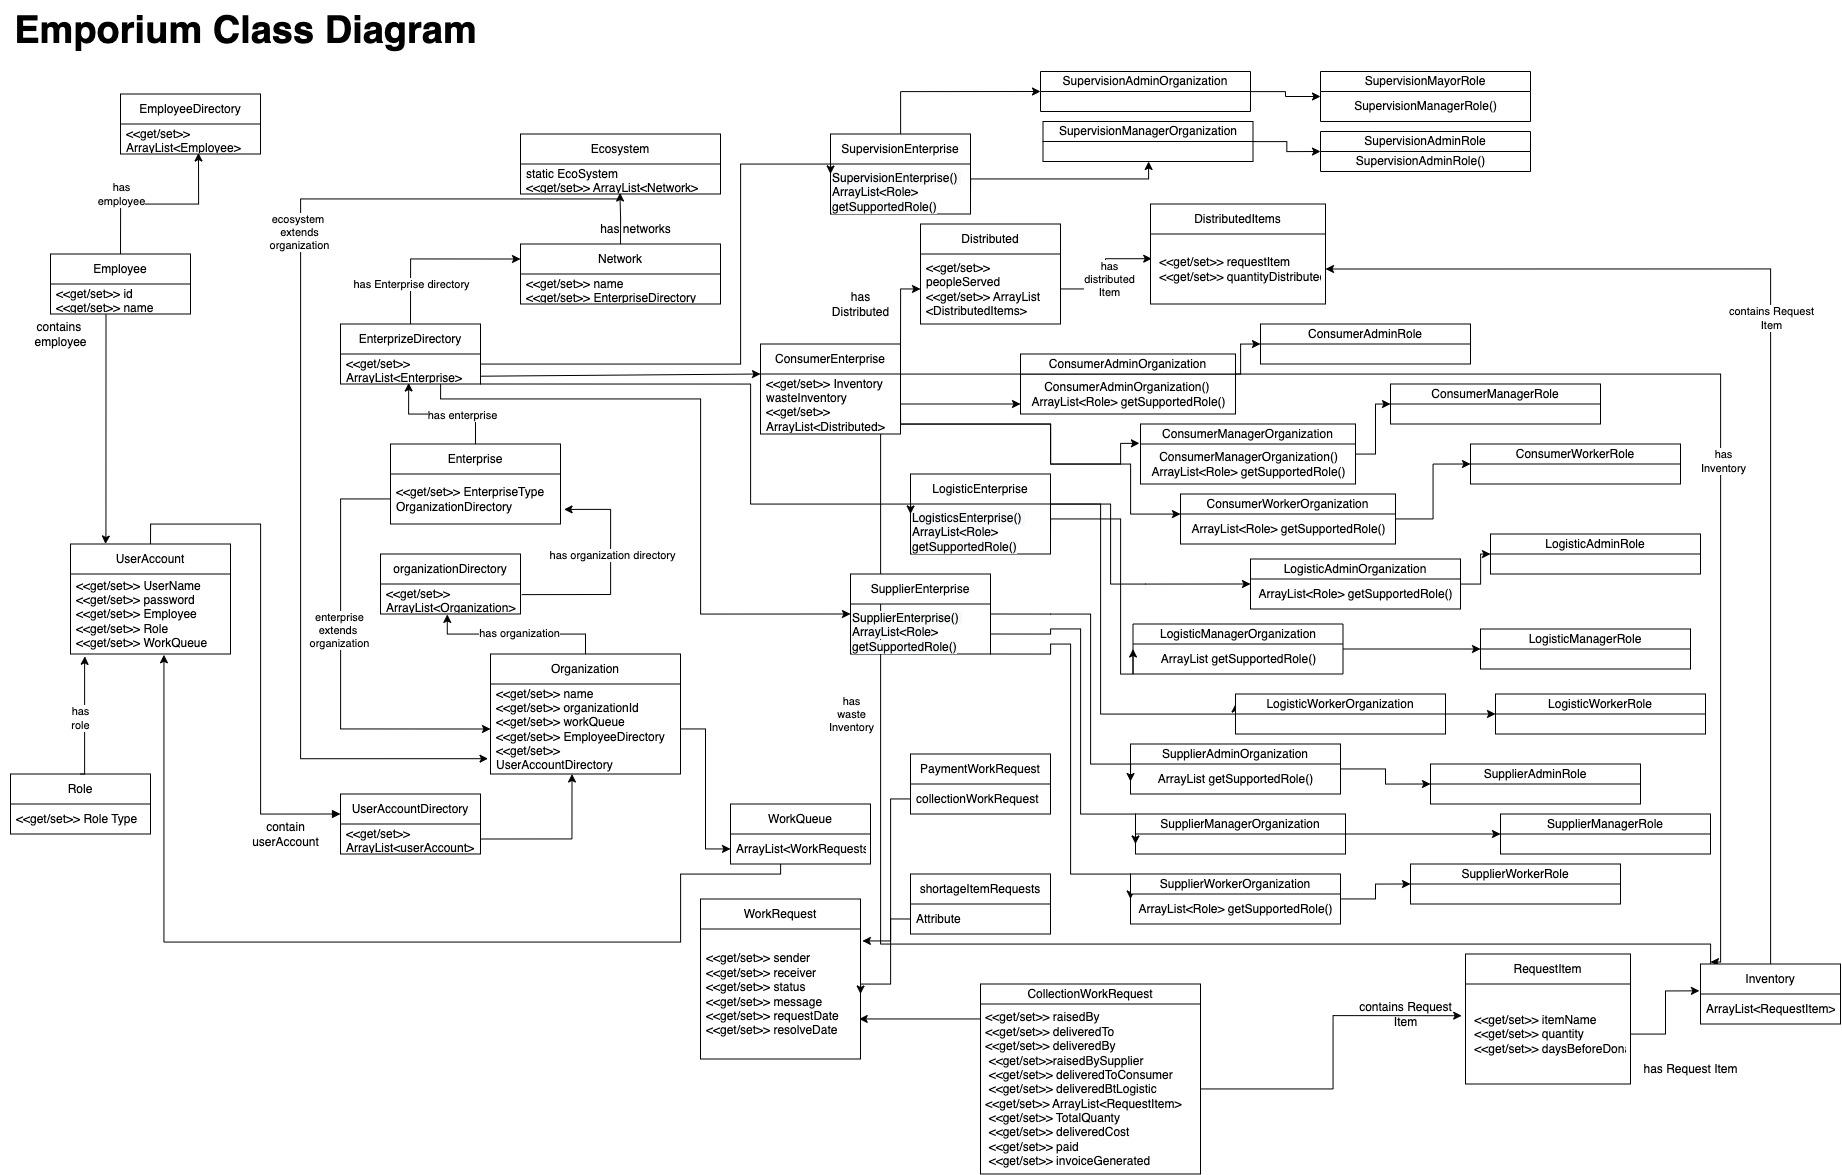 Emporium Class Diagram
EmployeeDirectory
<<get/set>>
ArrayList<Employee>
has
employee
Employee
<<get/set>> id
<<get/set>> name
contains
employee
UserAccount
<<get/set>> UserName
<<get/set>> password
<<get/set>> Employee
<<get/set>> Role
<<get/set>> WorkQueue
has
role
Role
<<get/set>> Role Type
contain
userAccount
ecosystem
extends
organization
Ecosystem
static EcoSystem
<<get/set>> ArrayList<Network>
has networks
Network
<<get/set>> name
<<get/set>> EnterpriseDirectory
has Enterprise directory
EnterprizeDirectory
<<get/set>>
ArrayList<Enterprise>
has enterprise
Enterprise
<<get/set>> EnterpriseType
OrganizationDirectory
has organization directory
organizationDirectory
<<get/set>>
ArrayList<Organization>
enterprise
extends
organization
has organization
Organization
<<get/set>> name
<<get/set>> organizationId
<<get/set>> workQueue
<<get/set>> EmployeeDirectory
<<get/set>>
UserAccountDirectory
UserAccountDirectory
<<get/set>>
ArrayList<userAccount>
WorkQueue
ArrayList<WorkRequests
WorkRequest
<<get/set>> sender
<<get/set>> receiver
<<get/set>> status
<<get/set>> message
<<get/set>> requestDate
<<get/set>> resolveDate
PaymentWorkRequest
collectionWorkRequest
shortageItemRequests
Attribute
CollectionWorkRequest
<<get/set>> raisedBy
<<get/set>> deliveredTo
<<get/set>> deliveredBy
<<get/set>>raisedBySupplier
<<get/set>> deliveredToConsumer
<<get/set>> deliveredBtLogistic
<<get/set>> ArrayList<RequestItem>
<<get/set>> TotalQuanty
<<get/set>> deliveredCost
<<get/set>> paid
<<get/set>> invoiceGenerated
contains Request
Item
RequestItem
<<get/set>> itemName
<<get/set>> quantity
<<get/set>> daysBeforeDon
has Request Item
Inventory
ArrayList<RequestItem>
SupervisionEnterprise
SupervisionEnterprise()
ArrayList<Role>
getSupportedRole()
SupervisionAdminOrganization
SupervisionMayorRole
SupervisionManagerRole()
SupervisionManagerOrganization
SupervisionAdminRole
SupervisionAdminRole()
has
Distributed
Distributed
<<get/set>>
peopleServed
<<get/set>> ArrayList
<DistributedItems>
has
distributed
Item
DistributedItems
<<get/set>> requestItem
<<get/set>> quantityDistribute
contains Request
Item
ConsumerEnterprise
<<get/set>> Inventory
wasteInventory
<<get/set>>
ArrayList<Distributed>
ConsumerAdminOrganization
ConsumerAdminOrganization()
ArrayList<Role> getSupportedRole()
ConsumerAdminRole
ConsumerManagerOrganization
ConsumerManagerOrganization()
ArrayList<Role> getSupportedRole()
ConsumerManagerRole
ConsumerWorkerOrganization
ArrayList<Role> getSupportedRole()
ConsumerWorkerRole
has
Inventory
LogisticEnterprise
LogisticsEnterprise()
ArrayList<Role>
getSupportedRole()
LogisticAdminOrganization
ArrayList<Role> getSupportedRole()
LogisticAdminRole
LogisticManagerOrganization
ArrayList getSupportedRole()
LogisticManagerRole
LogisticWorkerOrganization
LogisticWorkerRole
SupplierEnterprise
SupplierEnterprise()
ArrayList<Role>
getSupportedRole()
has
waste
Inventory
SupplierAdminOrganization
ArrayList getSupportedRole()
SupplierAdminRole
SupplierManagerOrganization
SupplierManagerRole
SupplierWorkerOrganization
ArrayList<Role> getSupportedRole()
SupplierWorkerRole